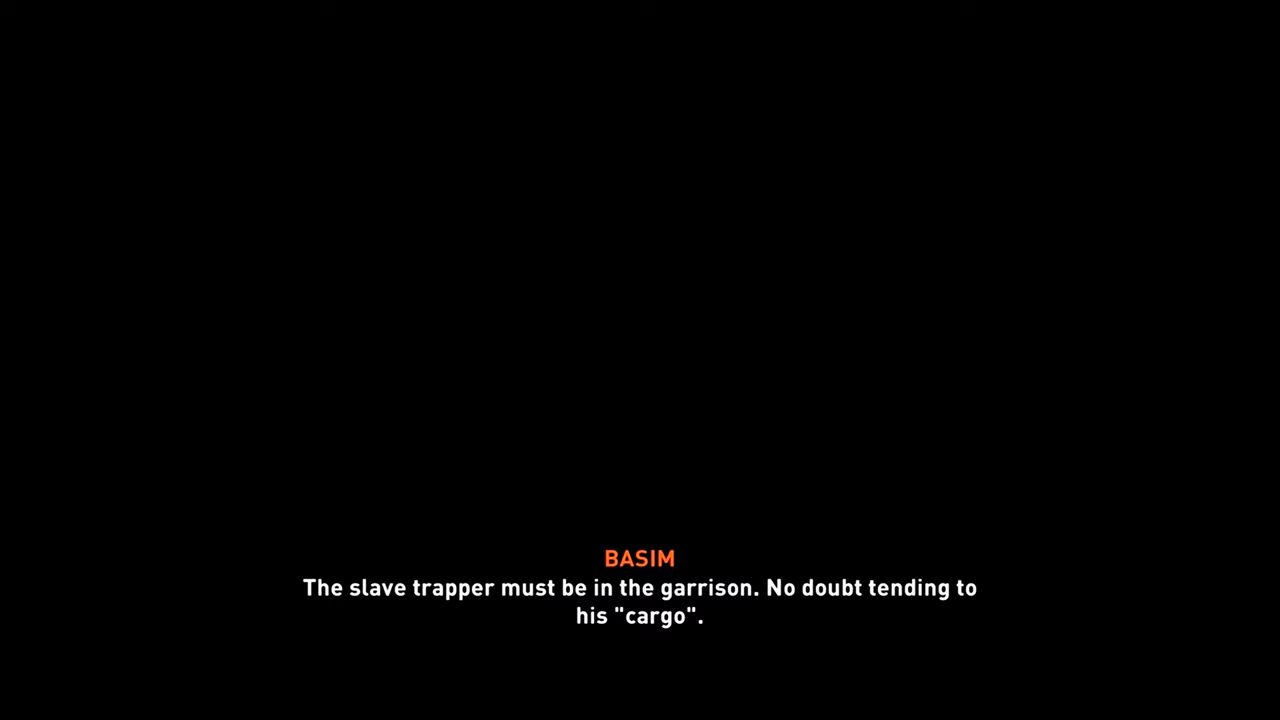 BASIM
The slave trapper must be in the garrison. No doubt tending to
his "cargo".